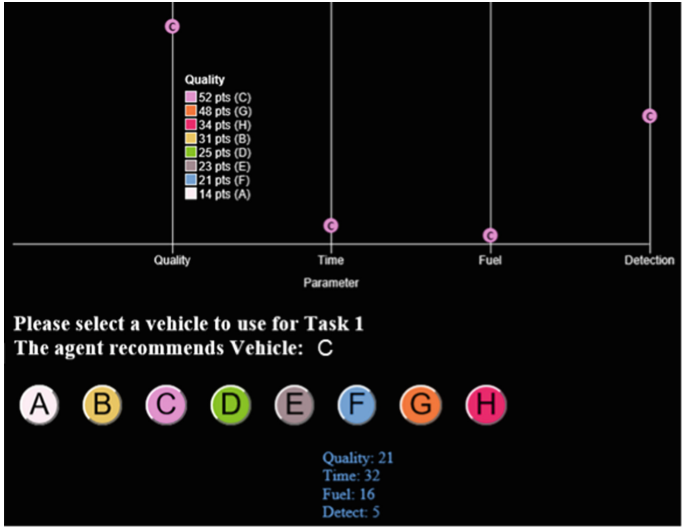 C
Quality
52 pts (C)
48 pts (G)
34 pts (H)
31 pts (B)
25 pts (D)
23 pts (E)
21 pts (F)
14 pts (A)
C
C
C
Quality Time Fuel Detection
Parameter
Please select a vehicle to use for Task 1
The agent recommends Vehicle: C
A B C D E F G H
Quality: 21
Time: 32
Fuel: 16
Detect: 5